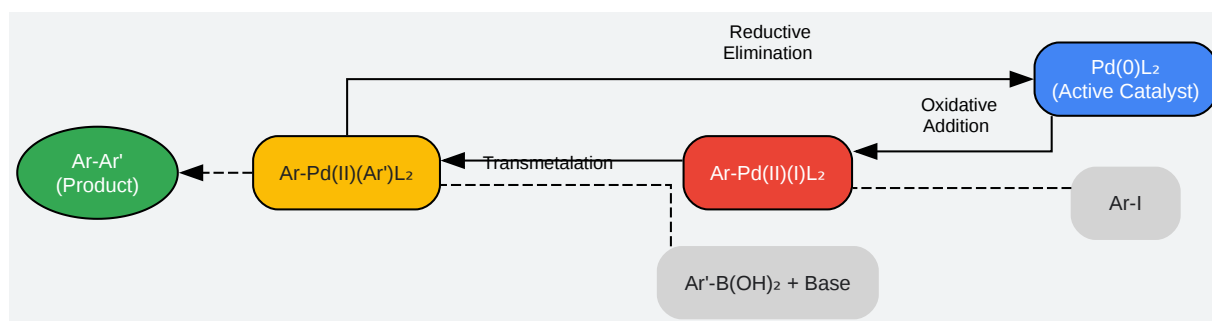 Reductive
Elimination
Pd(0)L₂
(Active Catalyst)
Oxidative
Addition
Ar-Ar'
(Product)
Ar-Pd(II)(Ar')L₂
Transmetalation
Ar-Pd(II)(I)L₂
Ar-I
Ar'-B(OH)₂ + Base